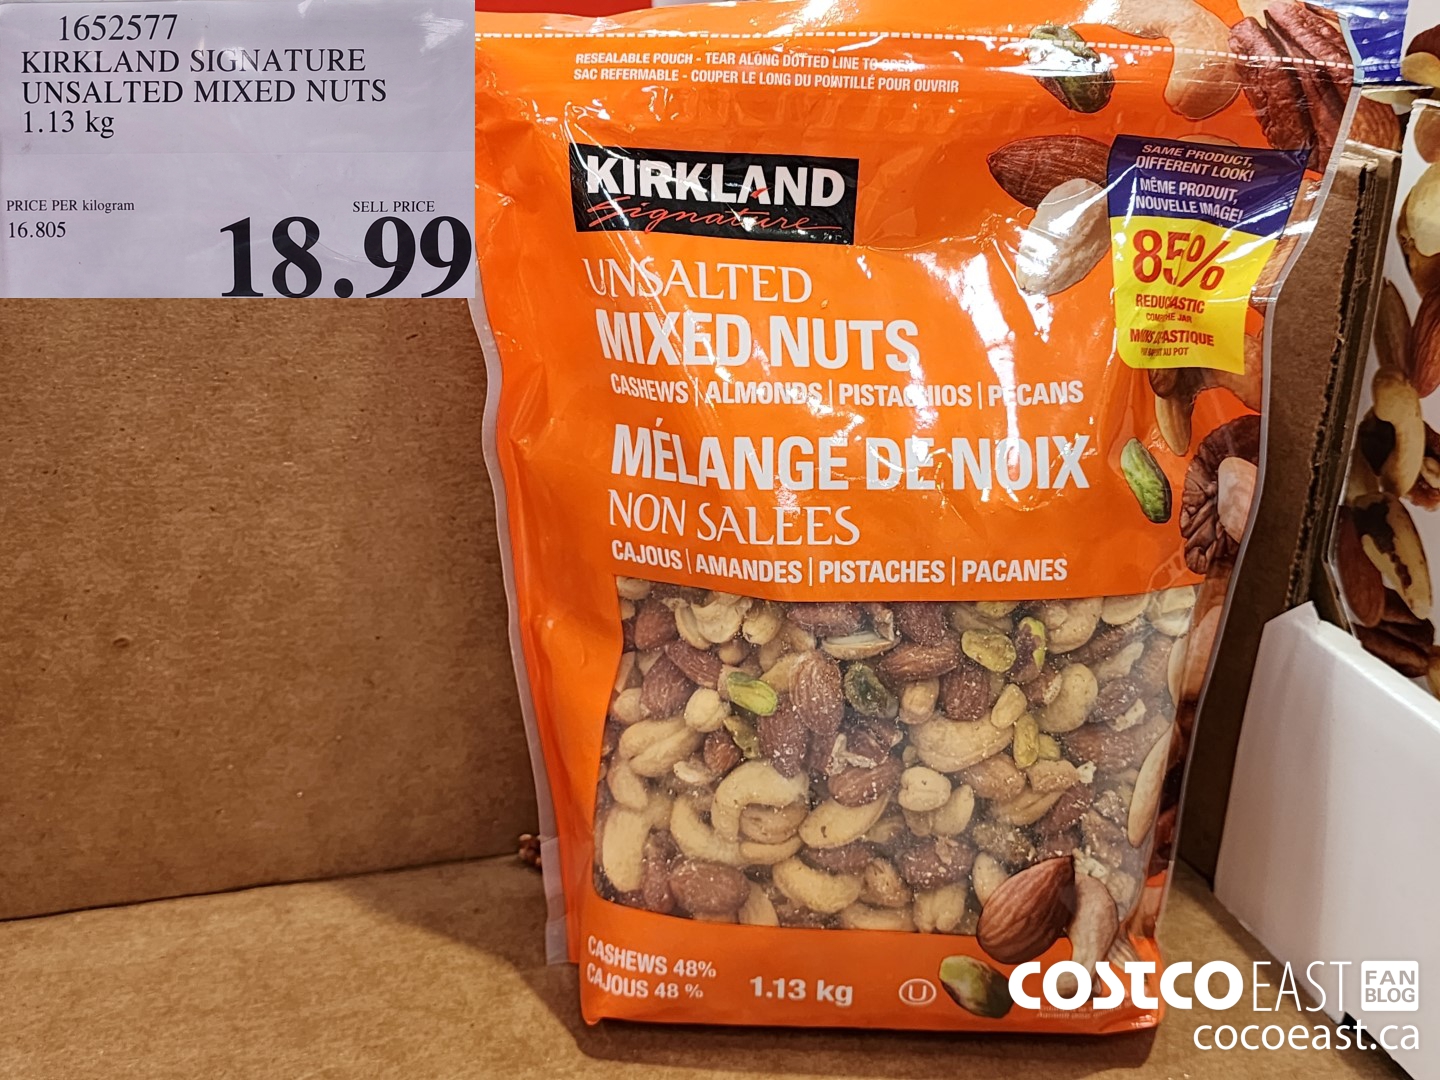 1652577
KIRKLAND SIGNATURE
UNSALTED MIXED NUTS
1.13 kg
PRICE PER kilogram
16.805
SELL PRICE
18.99
RESEALABLE POUCH - TEAR ALONG DOTTED LINE TO OPEN
SAC REFERMABLE - COUPER LE LONG DU POINTILLÉ POUR OUVRIR
KIRKLAND
Signature
SAME PRODUCT,
DIFFERENT LOOK!
MÊME PRODUIT,
NOUVELLE IMAGE!
85%
UNSALTED
MIXED NUTS
CASHEWS | ALMONDS | PISTACHIOS | PECANS
MÉLANGE DE NOIX
NON SALÉES
CAJOUS | AMANDES | PISTACHES | PACANES
CASHEWS 48%
CAJOUS 48 %
1.13 kg
U
COSTCO EAST FAN
BLOG
cocoeast.ca